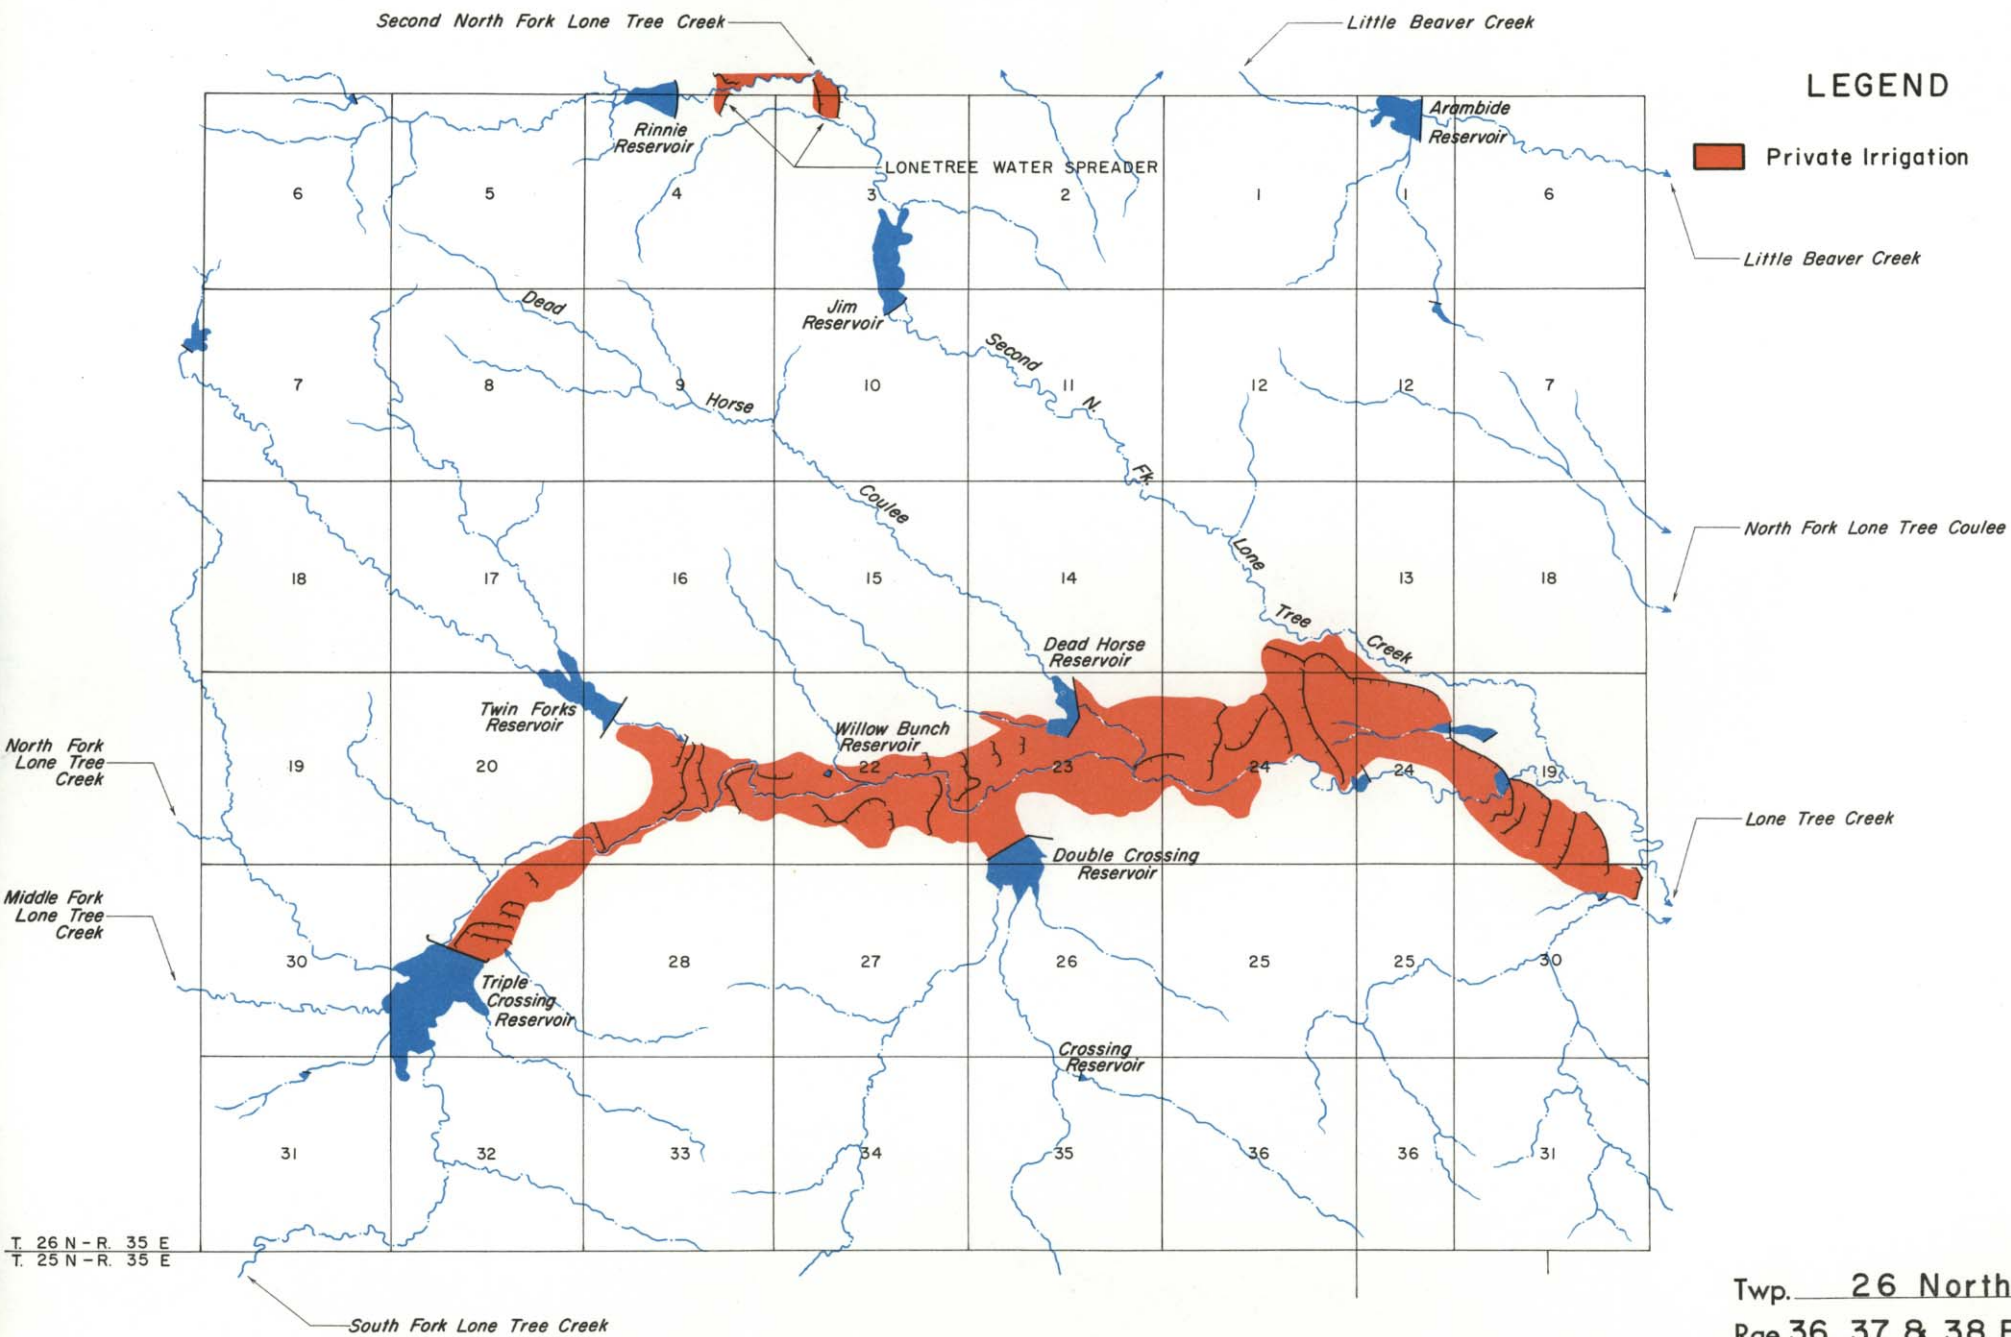 Second North Fork Lone Tree Creek
Little Beaver Creek
LEGEND
Private Irrigation
Arambide
Reservoir
Rinnie
Reservoir
LONETREE WATER SPREADER
6 5 4 3 2 1 1 6
Little Beaver Creek
Dead
Jim
Reservoir
Second
7 8 9 10 11 12 12 7
Horse
N.
Fk.
Coulee
North Fork Lone Tree Coulee
Lone
18 17 16 15 14 13 18
Tree
Creek
Dead Horse
Reservoir
Twin Forks
Reservoir
Willow Bunch
Reservoir
North Fork
Lone Tree
Creek
19 20 22 23 24 24 19
Lone Tree Creek
Double Crossing
Reservoir
Middle Fork
Lone Tree
Creek
30 28 27 26 25 25 30
Triple
Crossing
Reservoir
Crossing
Reservoir
31 32 33 34 35 36 36 31
T. 26 N - R. 35 E
T. 25 N - R. 35 E
South Fork Lone Tree Creek
Twp. 26 North
Rge 36, 37 & 38 E